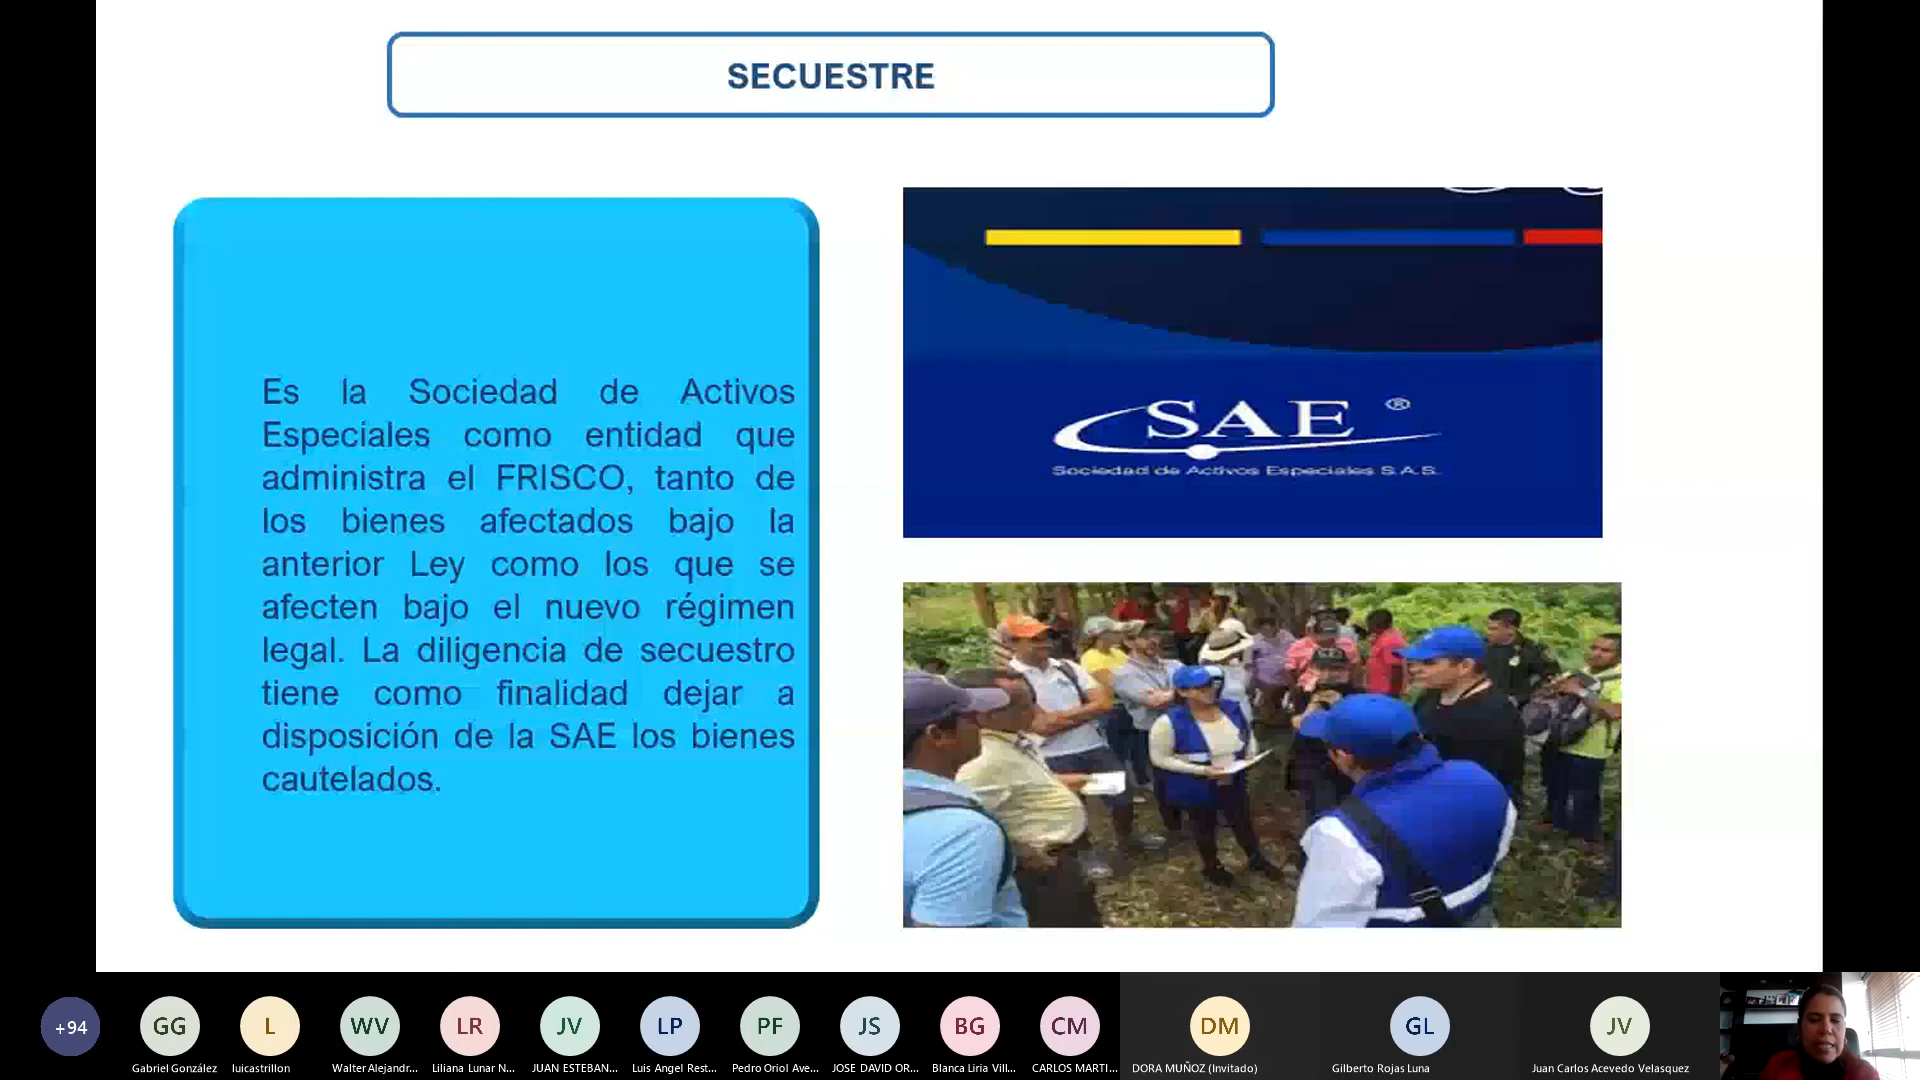 SECUESTRE
Es la Sociedad de Activos
Especiales como entidad que
administra el FRISCO, tanto de
los bienes afectados bajo la
anterior Ley como los que se
afecten bajo el nuevo régimen
legal. La diligencia de secuestro
tiene como finalidad dejar a
disposición de la SAE los bienes
cautelados.
SAE ®
Sociedad de Activos Especiales S.A.S.
+94
GG
L
WV
LR
JV
LP
PF
JS
BG
CM
DM
GL
JV
Gabriel González
luicastrillon
Walter Alejandr...
Liliana Lunar N...
JUAN ESTEBAN...
Luis Angel Rest...
Pedro Oriol Ave...
JOSE DAVID OR...
Blanca Liria Vill...
CARLOS MARTI...
DORA MUÑOZ (Invitado)
Gilberto Rojas Luna
Juan Carlos Acevedo Velasquez